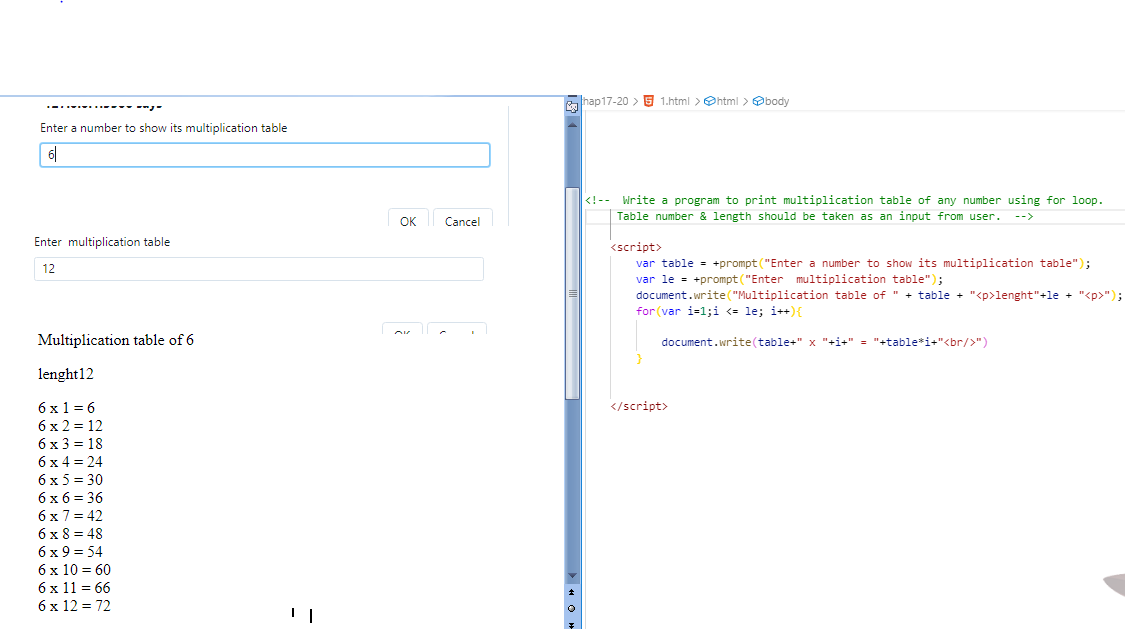 Enter a number to show its multiplication table
6
OK Cancel
Enter  multiplication table
12
Multiplication table of 6
lenght12
6 x 1 = 6
6 x 2 = 12
6 x 3 = 18
6 x 4 = 24
6 x 5 = 30
6 x 6 = 36
6 x 7 = 42
6 x 8 = 48
6 x 9 = 54
6 x 10 = 60
6 x 11 = 66
6 x 12 = 72
hap17-20 > 1.html > html > body
<!--  Write a program to print multiplication table of any number using for loop.
Table number & length should be taken as an input from user.  -->
<script>
var table = +prompt("Enter a number to show its multiplication table");
var le = +prompt("Enter  multiplication table");
document.write("Multiplication table of " + table + "<p>lenght"+le + "<p>");
for(var i=1;i <= le; i++){
document.write(table+" x "+i+" = "+table*i+"<br/>")
}
</script>